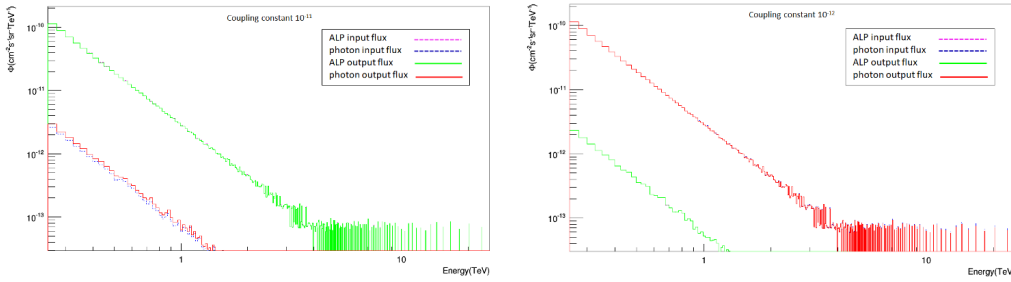 Coupling constant 10⁻¹¹
Φ(cm⁻²s⁻¹sr⁻¹TeV⁻¹)
ALP input flux
photon input flux
ALP output flux
photon output flux
10⁻¹⁰
10⁻¹¹
10⁻¹²
10⁻¹³
1
10
Energy(TeV)
Coupling constant 10⁻¹²
Φ(cm⁻²s⁻¹sr⁻¹TeV⁻¹)
ALP input flux
photon input flux
ALP output flux
photon output flux
10⁻¹⁰
10⁻¹¹
10⁻¹²
10⁻¹³
1
10
Energy(TeV)